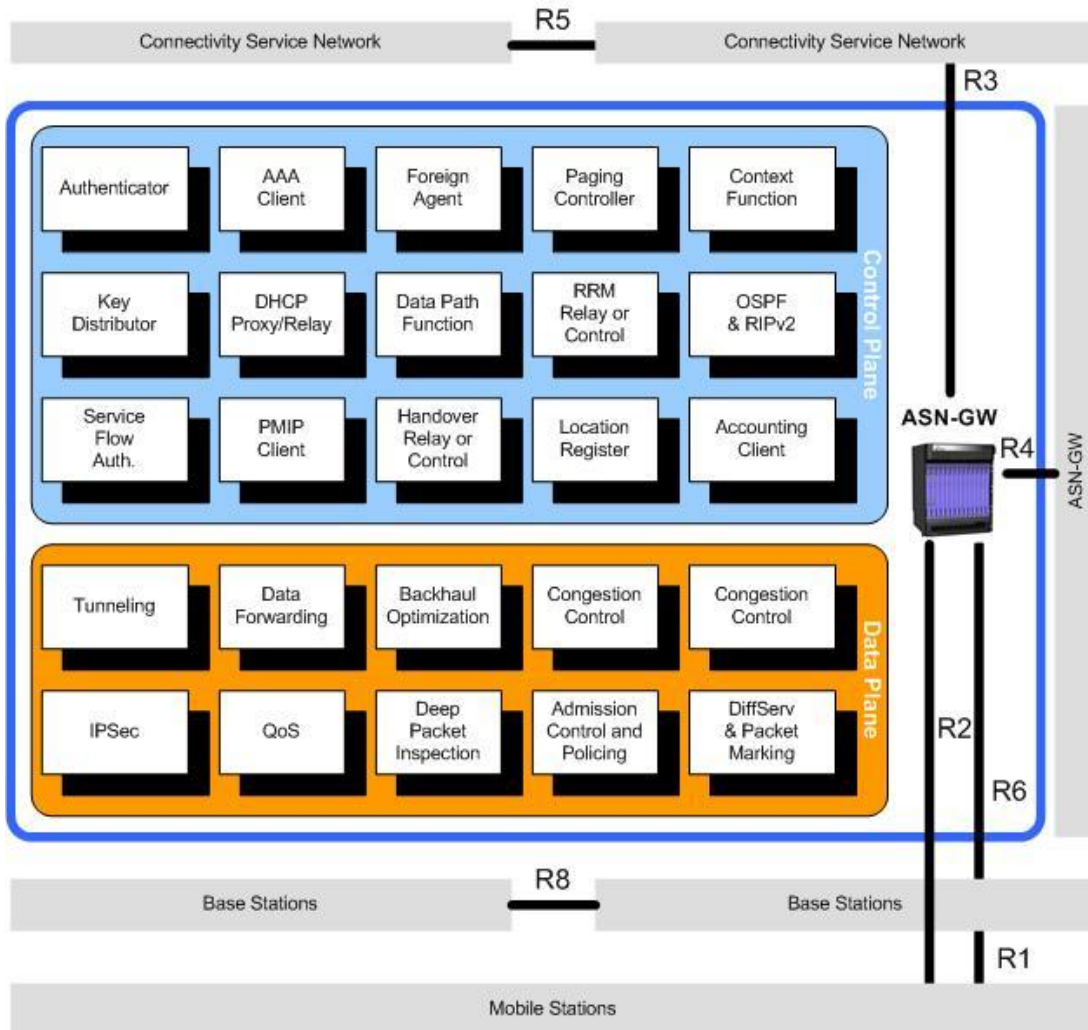 R5
Connectivity Service Network
Connectivity Service Network
R3
Authenticator
AAA
Client
Foreign
Agent
Paging
Controller
Context
Function
Key
Distributor
DHCP
Proxy/Relay
Data Path
Function
RRM
Relay or
Control
OSPF
& RIPv2
Service
Flow
Auth.
PMIP
Client
Handover
Relay or
Control
Location
Register
Accounting
Client
Control Plane
ASN-GW
R4
ASN-GW
Tunneling
Data
Forwarding
Backhaul
Optimization
Congestion
Control
Congestion
Control
IPSec
QoS
Deep
Packet
Inspection
Admission
Control and
Policing
DiffServ
& Packet
Marking
Data Plane
R2
R6
R8
Base Stations
Base Stations
R1
Mobile Stations